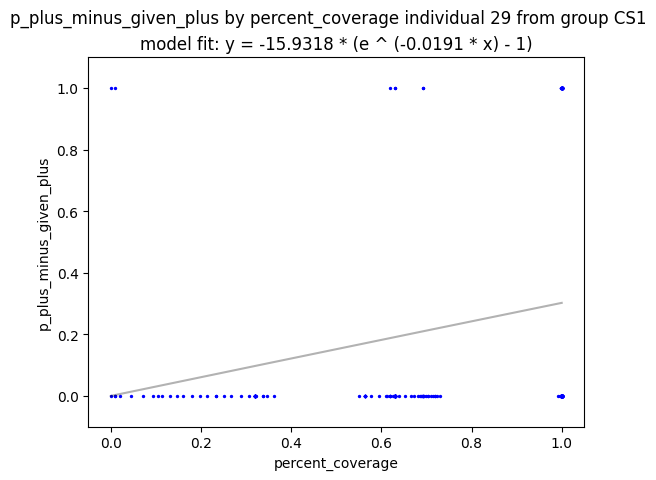 p_plus_minus_given_plus by percent_coverage individual 29 from group CS1
model fit: y = -15.9318 * (e ^ (-0.0191 * x) - 1)
1.0
0.8
0.6
0.4
0.2
0.0
p_plus_minus_given_plus
0.0 0.2 0.4 0.6 0.8 1.0
percent_coverage